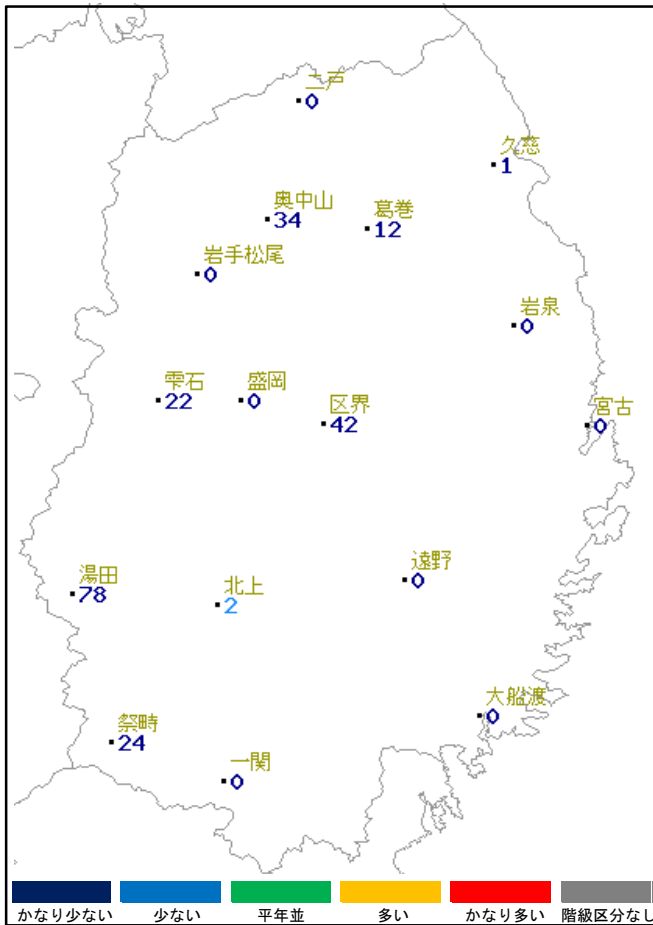 二戸
0
久慈
1
奥中山
34
葛巻
12
岩手松尾
0
岩泉
0
雫石
22
盛岡
0
区界
42
宮古
0
湯田
78
北上
2
遠野
0
大船渡
0
祭畤
24
一関
0
かなり少ない 少ない 平年並 多い かなり多い 階級区分なし